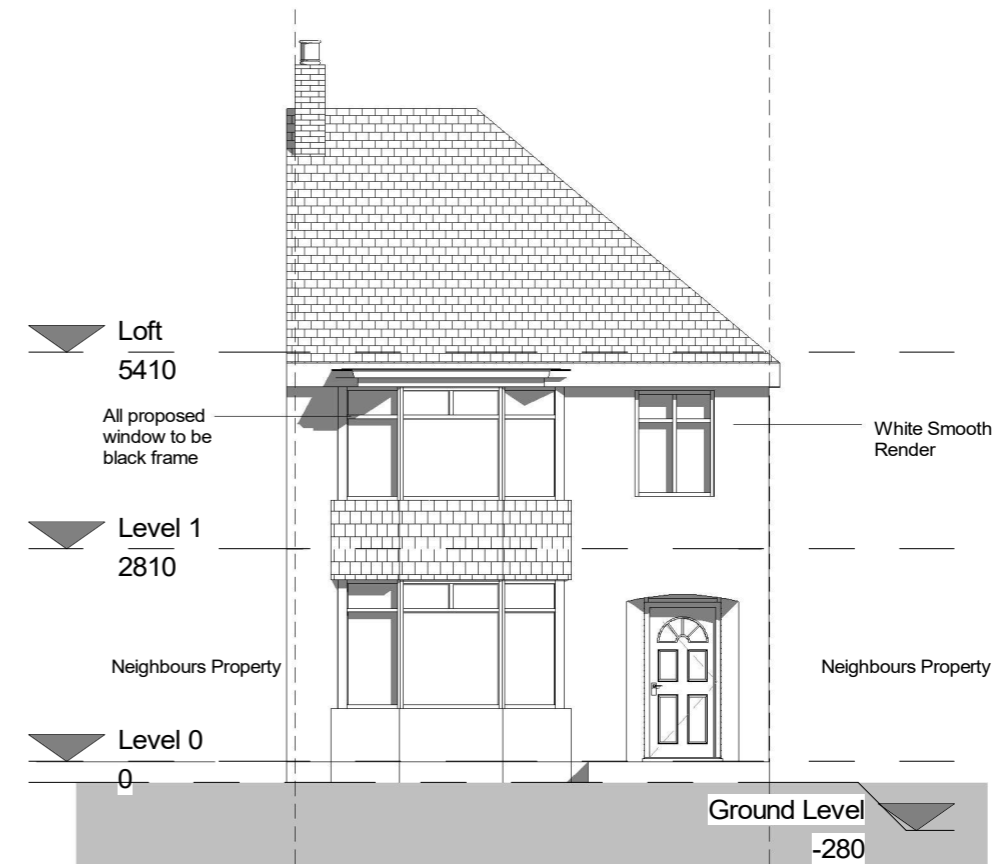 Loft
5410
All proposed
window to be
black frame
White Smooth
Render
Level 1
2810
Neighbours Property
Neighbours Property
Level 0
0
Ground Level
-280